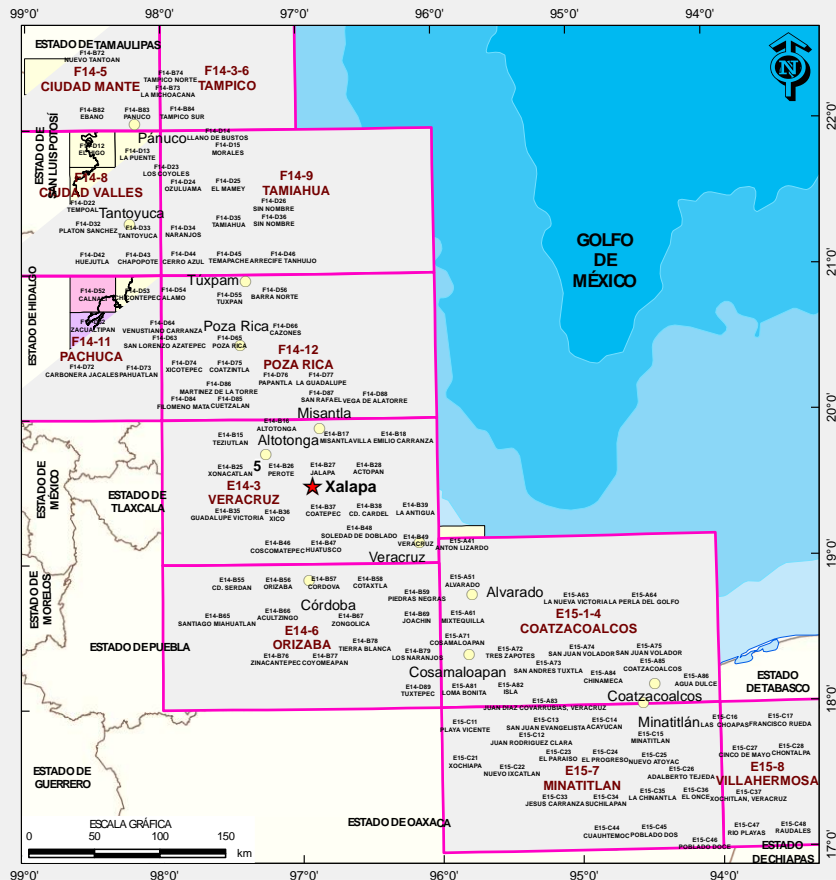 99°0' 98°0' 97°0' 96°0' 95°0' 94°0'
ESTADO DE TAMAULIPAS
F14-B72
NUEVO TANTOAN
F14-5
CIUDAD MANTE
F14-B74
TAMPICO NORTE
F14-B73
LA MICHOACANA
F14-3-6
TAMPICO
N
F14-B82
EBANO
F14-B83
PANUCO
F14-B84
TAMPICO SUR
22°0'
Pánuco
F14-D14
LLANO DE BUSTOS
F14-D15
MORALES
ESTADO DE
SAN LUIS POTOSÍ
F14-D12
F14-D13
LA PUENTE
F14-D23
LOS COYOLES
F14-8
CIUDAD VALLES
F14-D24
OZULUAMA
F14-D25
EL MAMEY
F14-9
TAMIAHUA
F14-D22
TEMPOAL
Tantoyuca
F14-D26
SIN NOMBRE
F14-D32
PLATON SANCHEZ
F14-D33
TANTOYUCA
F14-D34
NARANJOS
F14-D35
TAMIAHUA
F14-D36
SIN NOMBRE
GOLFO
DE
MÉXICO
F14-D42
HUEJUTLA
F14-D43
CHAPOPOTE
F14-D44
CERRO AZUL
F14-D45
TEMAPACHE
F14-D46
ARRECIFE TANHUIJO
21°0'
ESTADO DE HIDALGO
Túxpam
F14-D52
CALNALI
F14-D53
CHICONTEPEC
F14-D54
ALAMO
F14-D55
TUXPAN
F14-D56
BARRA NORTE
F14-D62
ZACUALTIPAN
F14-D64
VENUSTIANO CARRANZA
F14-D63
SAN LORENZO AZATEPEC
Poza Rica
F14-D65
POZA RICA
F14-D66
CAZONES
F14-11
PACHUCA
F14-12
POZA RICA
F14-D72
CARBONERA JACALES
F14-D73
PAHUATLAN
F14-D74
XICOTEPEC
F14-D75
COATZINTLA
F14-D76
PAPANTLA
F14-D77
LA GUADALUPE
F14-D86
MARTINEZ DE LA TORRE
F14-D84
FILOMENO MATA
F14-D85
CUETZALAN
F14-D87
SAN RAFAEL
F14-D88
VEGA DE ALATORRE
20°0'
Misantla
E14-B15
TEZIUTLAN
E14-B16
ALTOTONGA
Altotonga
E14-B17
MISANTLA
E14-B18
VILLA EMILIO CARRANZA
ESTADO DE
MÉXICO
ESTADO DE
TLAXCALA
E14-B25
XONACATLAN
5
E14-B26
PEROTE
E14-B27
JALAPA
E14-B28
ACTOPAN
E14-3
VERACRUZ
Xalapa
E14-B35
GUADALUPE VICTORIA
E14-B36
XICO
E14-B37
COATEPEC
E14-B38
CD. CARDEL
E14-B39
LA ANTIGUA
E14-B46
COSCOMATEPEC
E14-B47
HUATUSCO
E14-B48
SOLEDAD DE DOBLADO
E14-B49
VERACRUZ
Veracruz
E15-A41
ANTON LIZARDO
19°0'
ESTADO DE
MORELOS
E14-B55
CD. SERDAN
E14-B56
ORIZABA
E14-B57
CORDOVA
E14-B58
COTAXTLA
E14-B59
PIEDRAS NEGRAS
E15-A51
ALVARADO
Alvarado
E15-A63
LA NUEVA VICTORIA
E15-A64
LA PERLA DEL GOLFO
Córdoba
E14-B65
SANTIAGO MIAHUATLAN
E14-B66
ACULTZINGO
E14-B67
ZONGOLICA
E14-B69
JOACHIN
E15-A61
MIXTEQUILLA
E15-1-4
COATZACOALCOS
ESTADO DE PUEBLA
E14-6
ORIZABA
E14-B78
TIERRA BLANCA
E15-A71
COSAMALOAPAN
E14-B76
ZINACANTEPEC
E14-B77
COYOMEAPAN
E14-B79
LOS NARANJOS
E15-A72
TRES ZAPOTES
E15-A74
SAN JUAN VOLADOR
E15-A75
SAN JUAN VOLADOR
E15-A73
SAN ANDRES TUXTLA
E15-A85
COATZACOALCOS
Cosamaloapan
E15-A84
CHINAMECA
E15-A86
AGUA DULCE
ESTADO
DE TABASCO
E14-D89
TUXTEPEC
E15-A81
LOMA BONITA
E15-A82
ISLA
E15-A83
JUAN DIAZ COVARRUBIAS, VERACRUZ
Coatzacoalcos
18°0'
Minatitlán
E15-C11
PLAYA VICENTE
E15-C13
SAN JUAN EVANGELISTA
E15-C14
ACAYUCAN
E15-C12
JUAN RODRIGUEZ CLARA
E15-C15
MINATITLAN
E15-C16
LAS CHOAPAS
E15-C17
FRANCISCO RUEDA
E15-C21
XOCHIAPA
E15-C22
NUEVO IXCATLAN
E15-C23
EL PARAISO
E15-C24
EL PROGRESO
E15-C25
NUEVO ATOYAC
E15-C26
ADALBERTO TEJEDA
E15-C27
CINCO DE MAYO
E15-C28
CHONTALPA
E15-7
MINATITLAN
E15-8
VILLAHERMOSA
ESTADO DE
GUERRERO
E15-C33
JESUS CARRANZA
E15-C34
SUCHILAPAN
E15-C35
LA CHINANTLA
E15-C36
EL ONCE
E15-C37
XOCHITLAN, VERACRUZ
ESTADO DE OAXACA
E15-C44
CUAUHTEMOC
E15-C45
POBLADO DOS
E15-C46
POBLADO DOCE
E15-C47
RIO PLAYAS
E15-C48
RAUDALES
ESTADO
DE CHIAPAS
17°0'
ESCALA GRÁFICA
0 50 100 150
km
99°0' 98°0' 97°0' 96°0' 95°0' 94°0'